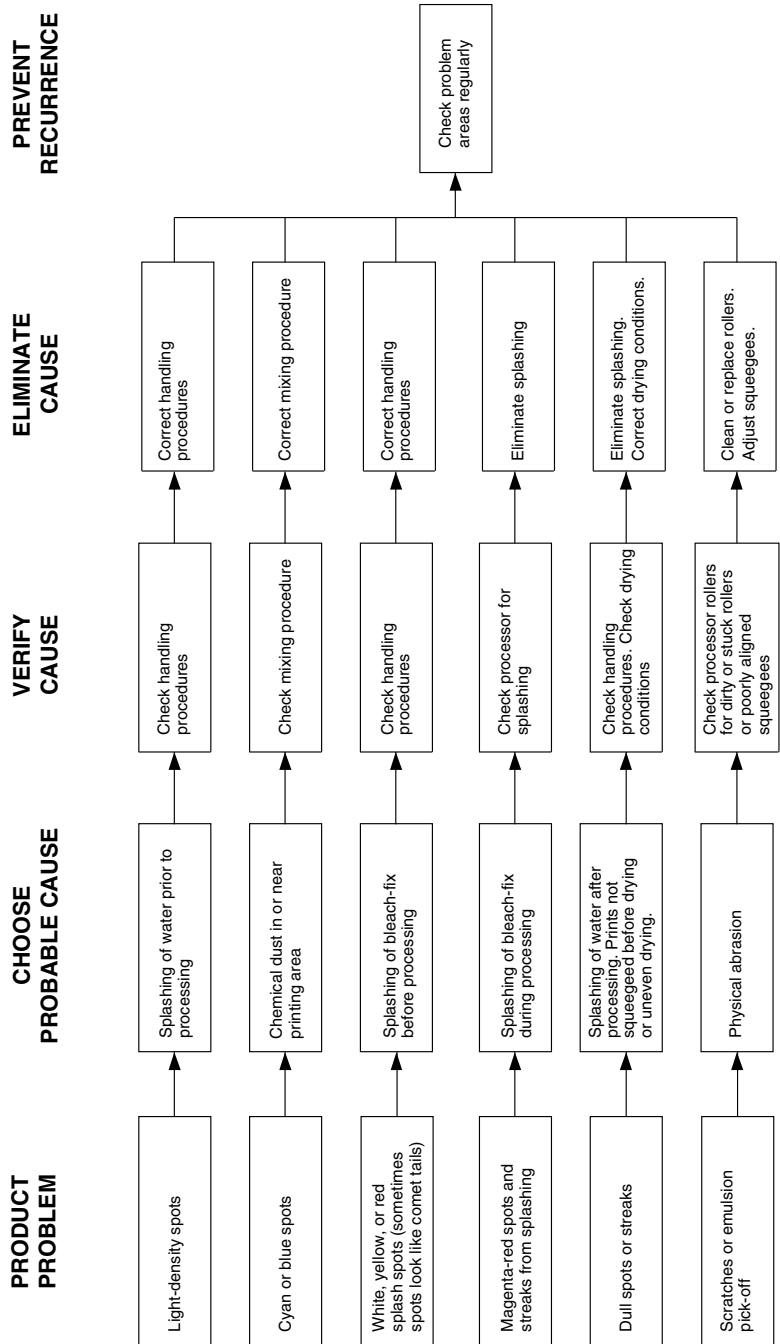 PRODUCT
PROBLEM
CHOOSE
PROBABLE CAUSE
VERIFY
CAUSE
ELIMINATE
CAUSE
PREVENT
RECURRENCE
Light-density spots
Splashing of water prior to
processing
Check handling
procedures
Correct handling
procedures
Cyan or blue spots
Chemical dust in or near
printing area
Check mixing procedure
Correct mixing procedure
White, yellow, or red
splash spots (sometimes
spots look like comet tails)
Splashing of bleach-fix
before processing
Check handling
procedures
Correct handling
procedures
Magenta-red spots and
streaks from splashing
Splashing of bleach-fix
during processing
Check processor for
splashing
Eliminate splashing
Dull spots or streaks
Splashing of water after
processing. Prints not
squeegeed before drying
or uneven drying.
Check handling
procedures. Check drying
conditions
Eliminate splashing.
Correct drying conditions.
Scratches or emulsion
pick-off
Physical abrasion
Check processor rollers
for dirty or stuck rollers
or poorly aligned
squeegees
Clean or replace rollers.
Adjust squeegees.
Check problem
areas regularly